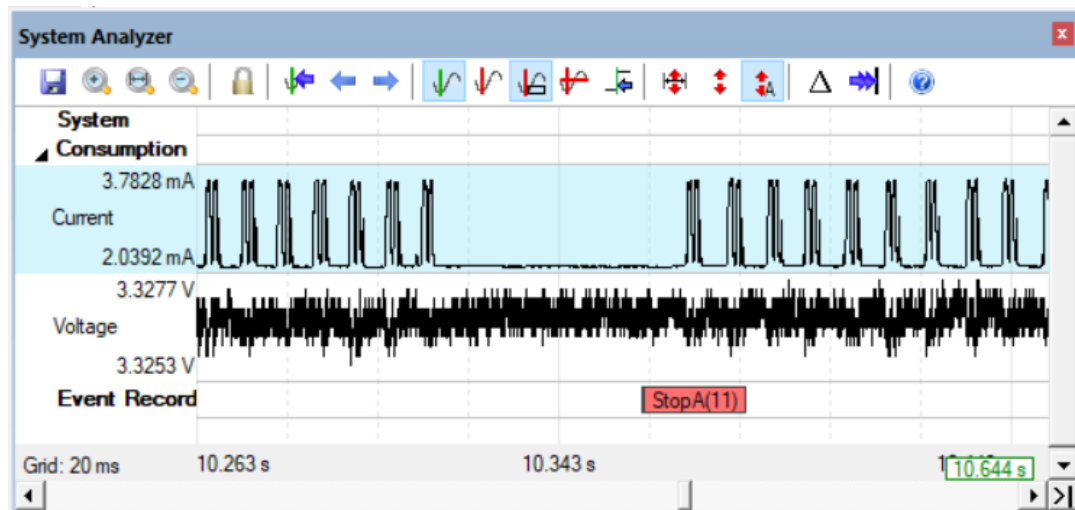 System Analyzer
System
Consumption
3.7828 mA
Current
2.0392 mA
3.3277 V
Voltage
3.3253 V
Event Record
StopA(11)
Grid: 20 ms 10.263 s 10.343 s 10.644 s